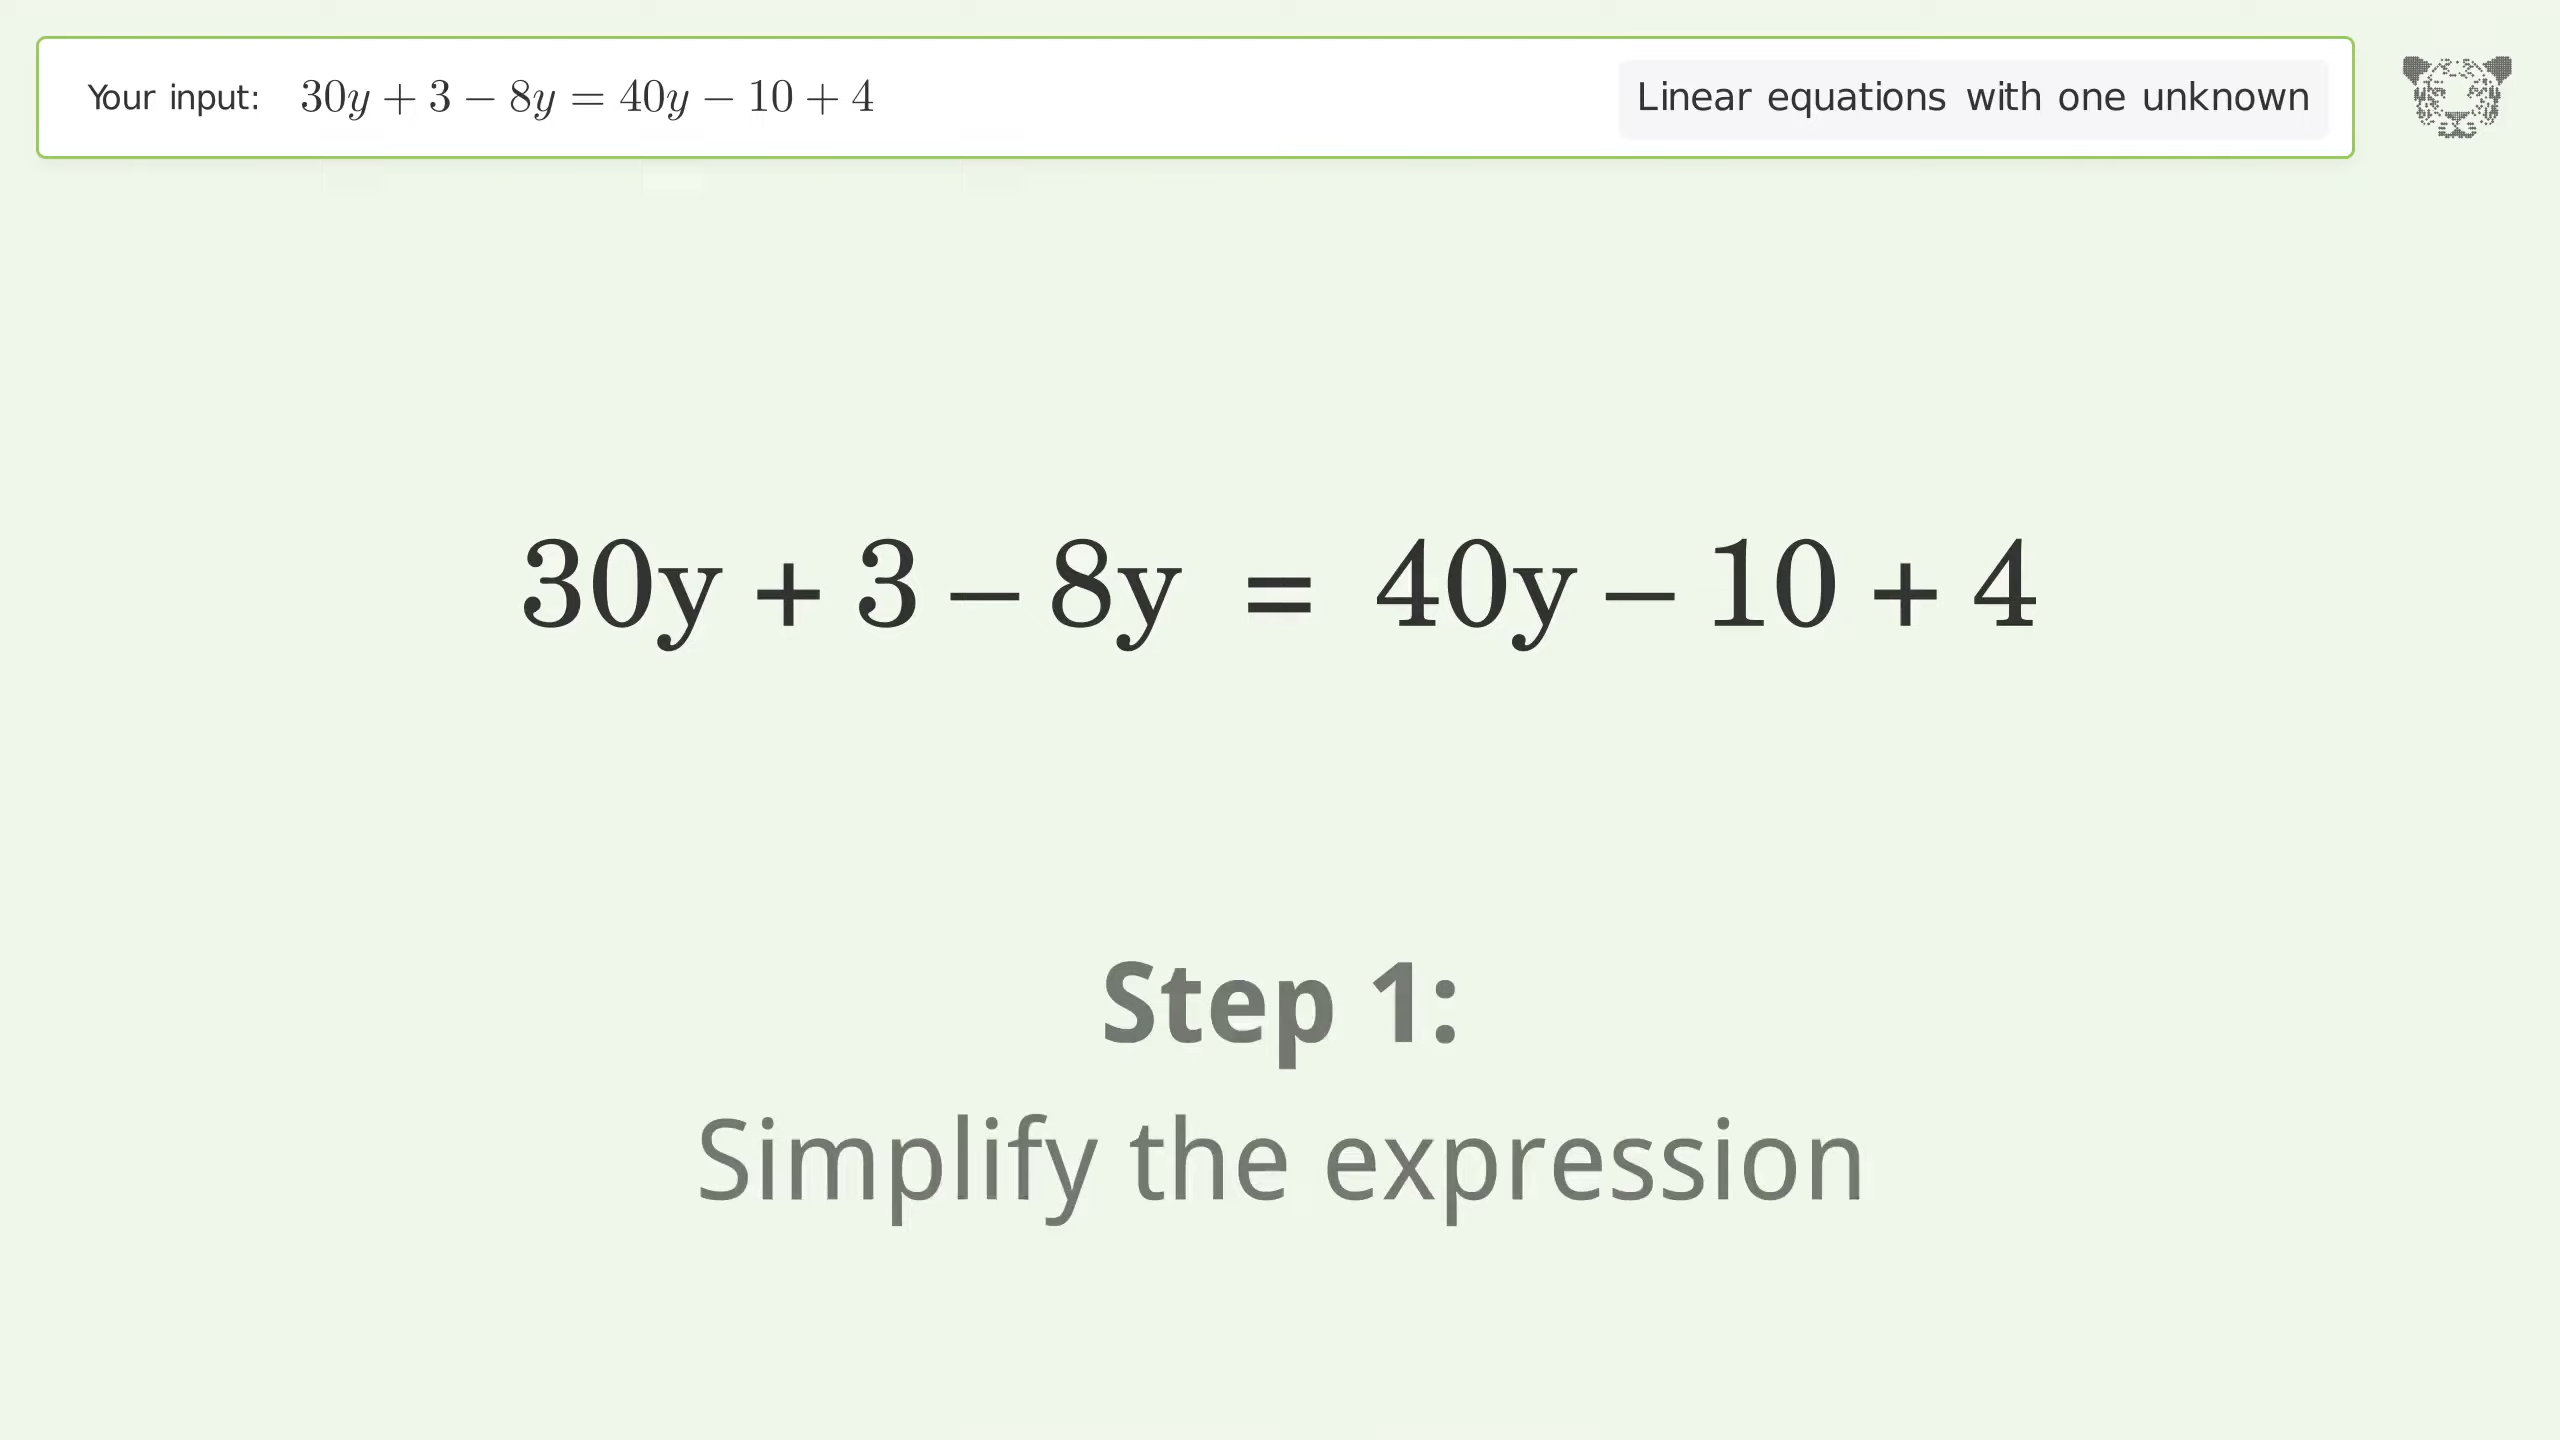 Your input: 30y + 3 − 8y = 40y − 10 + 4
Linear equations with one unknown
30y + 3 − 8y = 40y − 10 + 4
Step 1:
Simplify the expression